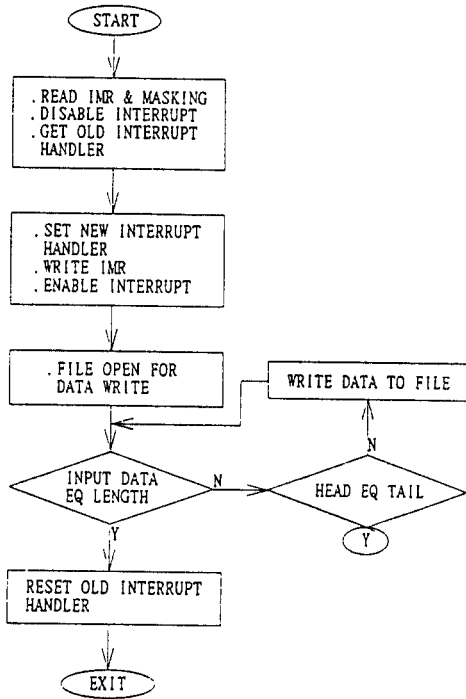 START
.READ IMR & MASKING
.DISABLE INTERRUPT
.GET OLD INTERRUPT
HANDLER
.SET NEW INTERRUPT
HANDLER
.WRITE IMR
.ENABLE INTERRUPT
.FILE OPEN FOR
DATA WRITE
WRITE DATA TO FILE
INPUT DATA
EQ LENGTH
N
HEAD EQ TAIL
N
Y
Y
RESET OLD INTERRUPT
HANDLER
EXIT